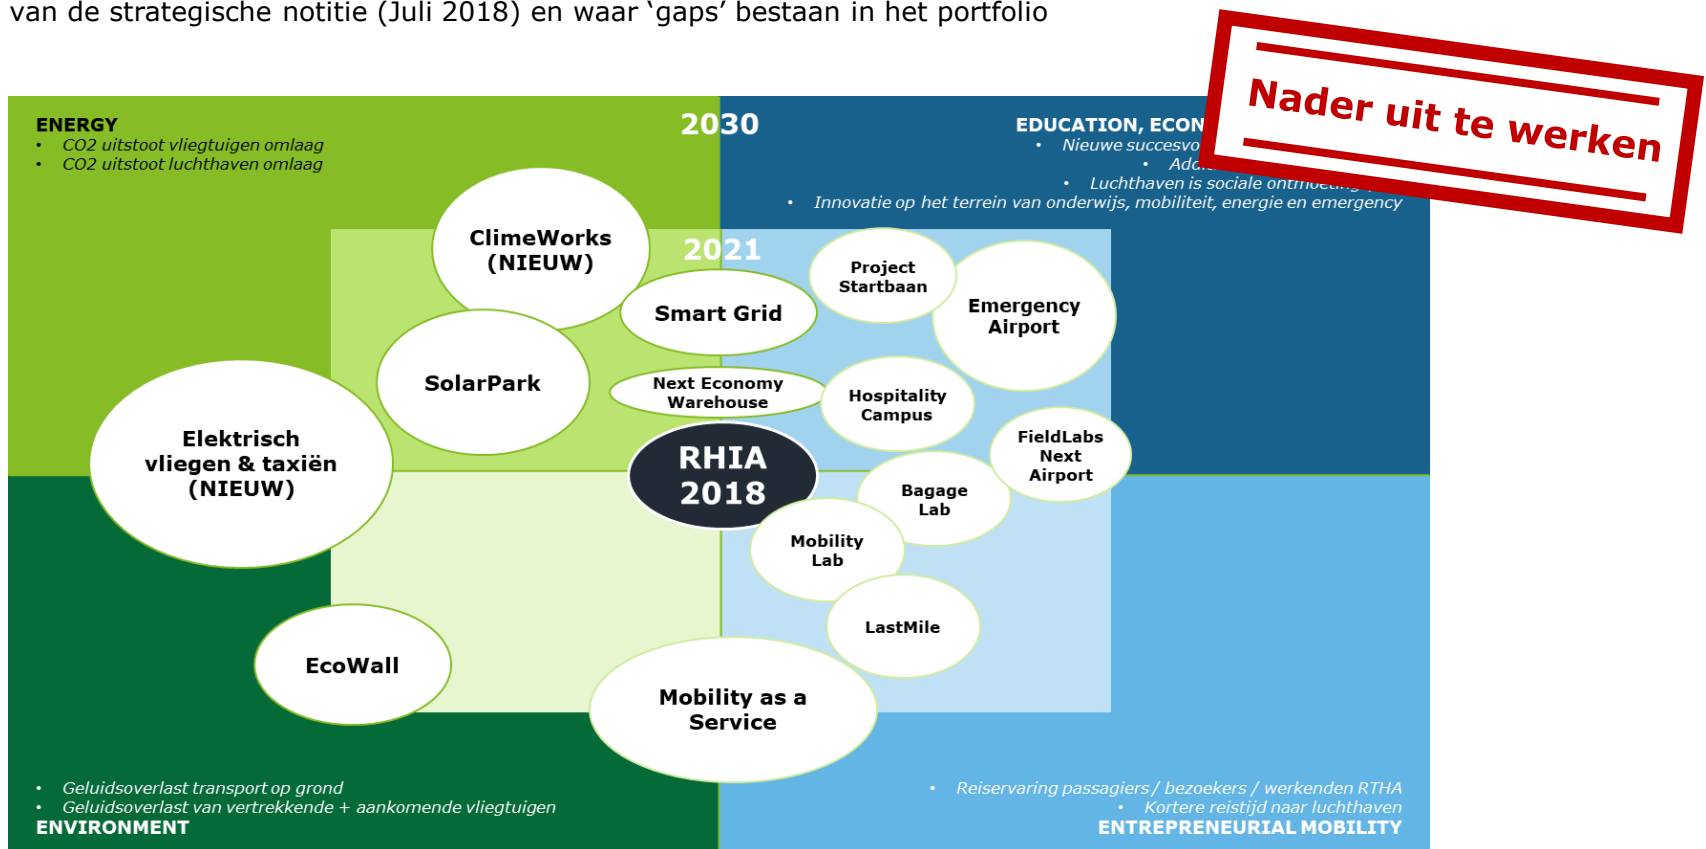 van de strategische notitie (Juli 2018) en waar ‘gaps’ bestaan in het portfolio
Nader uit te werken
ENERGY
• CO2 uitstoot vliegtuigen omlaag
• CO2 uitstoot luchthaven omlaag
2030
EDUCATION,
• Nieuwe
•
• Luchthaven is sociale
• Innovatie op het terrein van onderwijs, mobiliteit, energie en emergency
2021
ClimeWorks
(NIEUW)
Smart Grid
Project
Startbaan
Emergency
Airport
SolarPark
Next Economy
Warehouse
Hospitality
Campus
Elektrisch
vliegen & taxiën
(NIEUW)
RHIA
2018
FieldLabs
Next
Airport
Bagage
Lab
Mobility
Lab
LastMile
EcoWall
Mobility as a
Service
• Geluidsoverlast transport op grond
• Geluidsoverlast van vertrekkende + aankomende vliegtuigen
ENVIRONMENT
• Reiservaring passagiers / bezoekers / werkenden RTHA
• Kortere reistijd naar luchthaven
ENTREPRENEURIAL MOBILITY